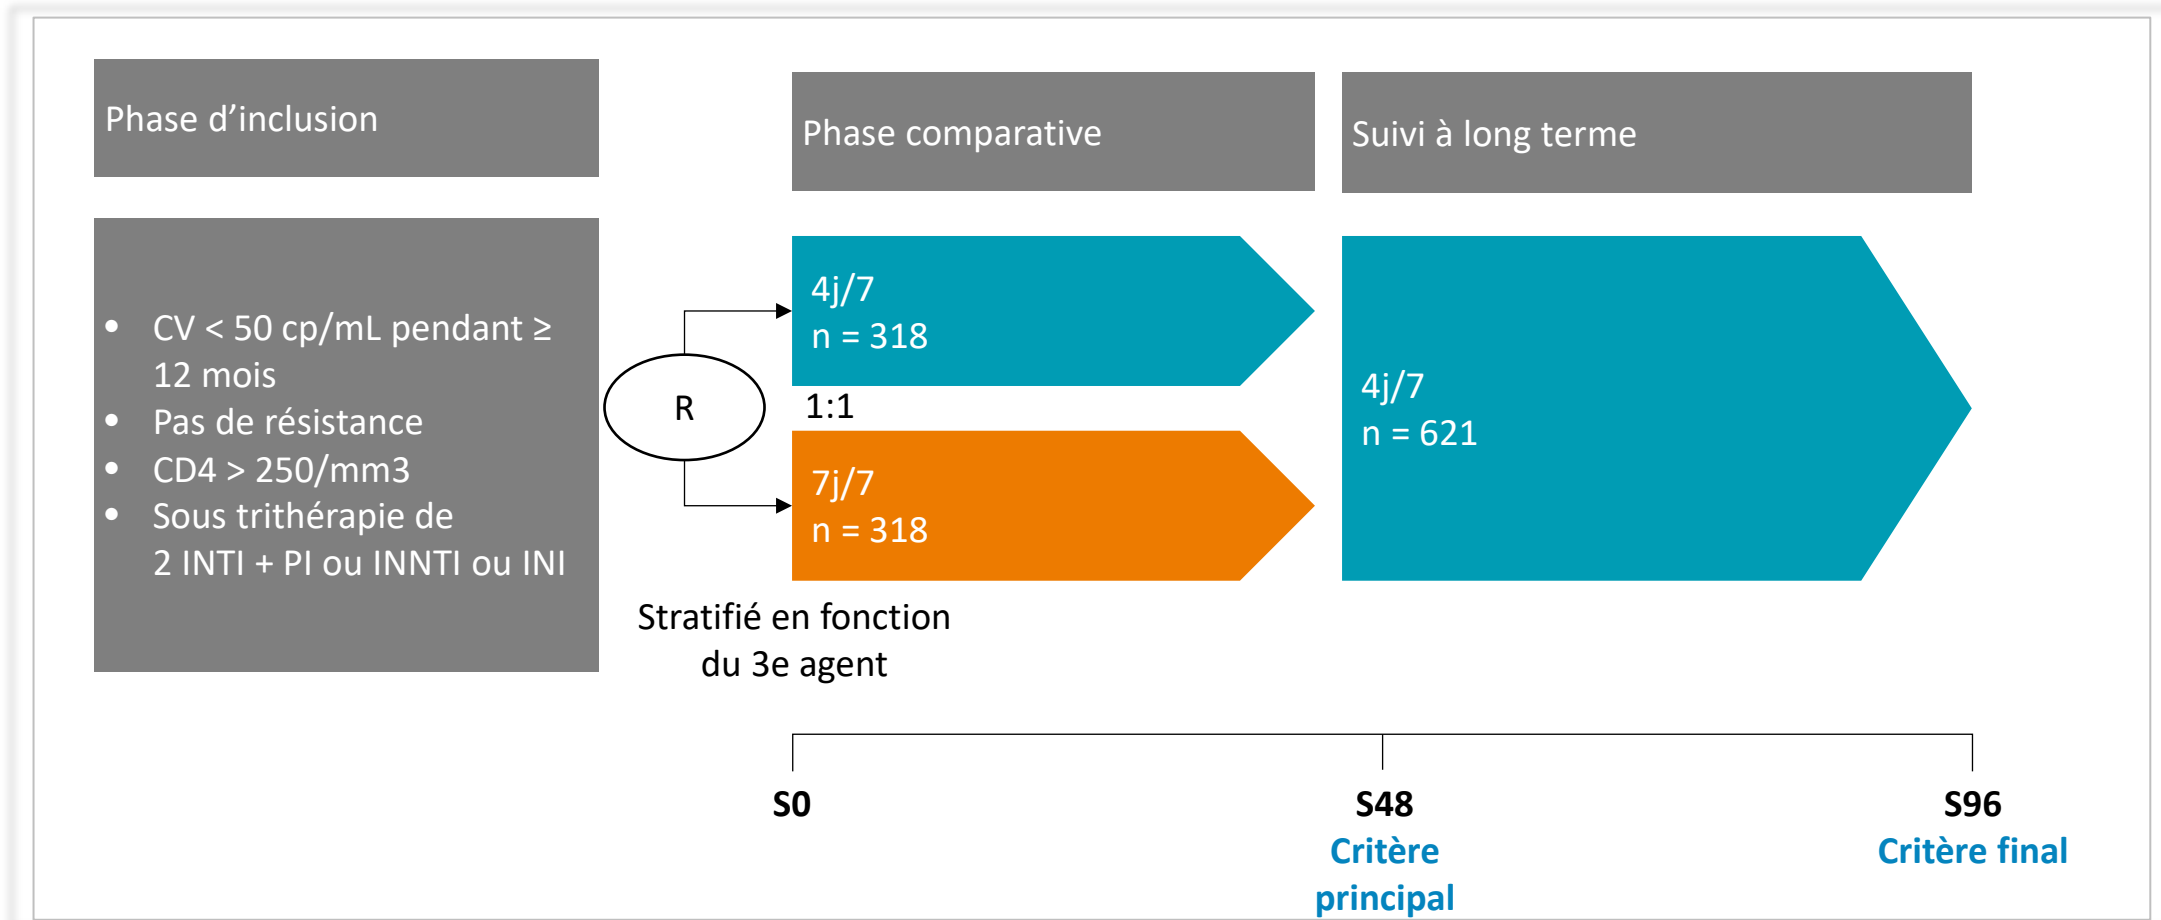 Phase d’inclusion
• CV < 50 cp/mL pendant ≥
12 mois
• Pas de résistance
• CD4 > 250/mm3
• Sous trithérapie de
2 INTI + PI ou INNTI ou INI
R
Phase comparative
4j/7
n = 318
1:1
7j/7
n = 318
Stratifié en fonction
du 3e agent
Suivi à long terme
4j/7
n = 621
S0
S48
Critère
principal
S96
Critère final